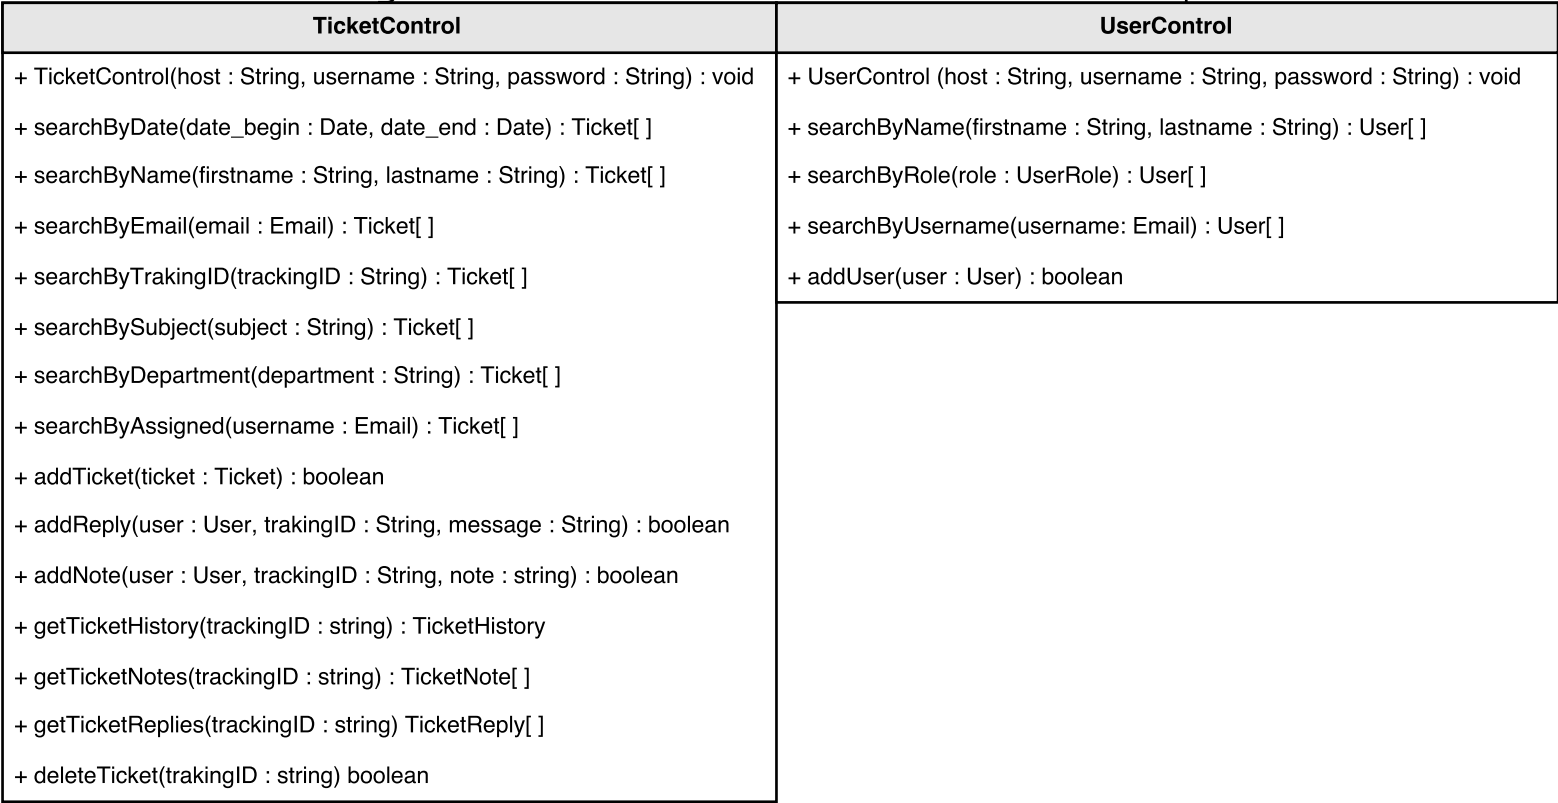 TicketControl
+ TicketControl(host : String, username : String, password : String) : void
+ searchByDate(date_begin : Date, date_end : Date) : Ticket[ ]
+ searchByName(firstname : String, lastname : String) : Ticket[ ]
+ searchByEmail(email : Email) : Ticket[ ]
+ searchByTrakingID(trackingID : String) : Ticket[ ]
+ searchBySubject(subject : String) : Ticket[ ]
+ searchByDepartment(department : String) : Ticket[ ]
+ searchByAssigned(username : Email) : Ticket[ ]
+ addTicket(ticket : Ticket) : boolean
+ addReply(user : User, trakingID : String, message : String) : boolean
+ addNote(user : User, trackingID : String, note : string) : boolean
+ getTicketHistory(trackingID : string) : TicketHistory
+ getTicketNotes(trackingID : string) : TicketNote[ ]
+ getTicketReplies(trackingID : string) TicketReply[ ]
+ deleteTicket(trakingID : string) boolean
UserControl
+ UserControl (host : String, username : String, password : String) : void
+ searchByName(firstname : String, lastname : String) : User[ ]
+ searchByRole(role : UserRole) : User[ ]
+ searchByUsername(username: Email) : User[ ]
+ addUser(user : User) : boolean